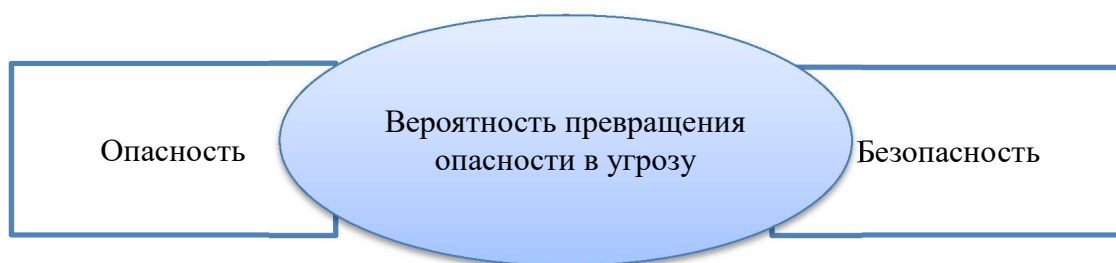 Опасность
Вероятность превращения
опасности в угрозу
Безопасность